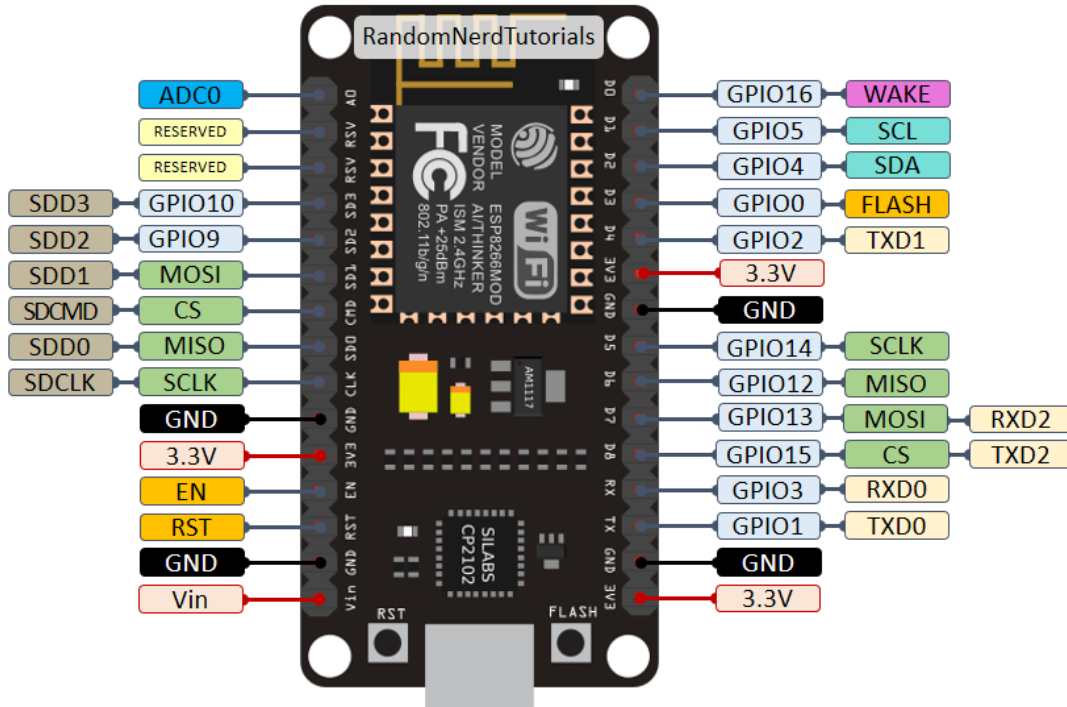 RandomNerdTutorials
ADC0
RESERVED
RESERVED
SDD3 GPIO10
SDD2 GPIO9
SDD1 MOSI
SDCMD CS
SDD0 MISO
SDCLK SCLK
GND
3.3V
EN
RST
GND
Vin
A0
RSV
RSV
SD3
SD2
SD1
CMD
SD0
CLK
GND
3V3
EN
RST
GND
Vin
MODEL ESP8266MOD
VENDOR AI/THINKER
ISM 2.4GHz
PA +25dBm
802.11b/g/n
FC
WiFi
AM1117
SILABS
CP2102
RST
FLASH
D0
D1
D2
D3
D4
3V3
GND
D5
D6
D7
D8
RX
TX
GND
3V3
GPIO16 WAKE
GPIO5 SCL
GPIO4 SDA
GPIO0 FLASH
GPIO2 TXD1
3.3V
GND
GPIO14 SCLK
GPIO12 MISO
GPIO13 MOSI RXD2
GPIO15 CS TXD2
GPIO3 RXD0
GPIO1 TXD0
GND
3.3V